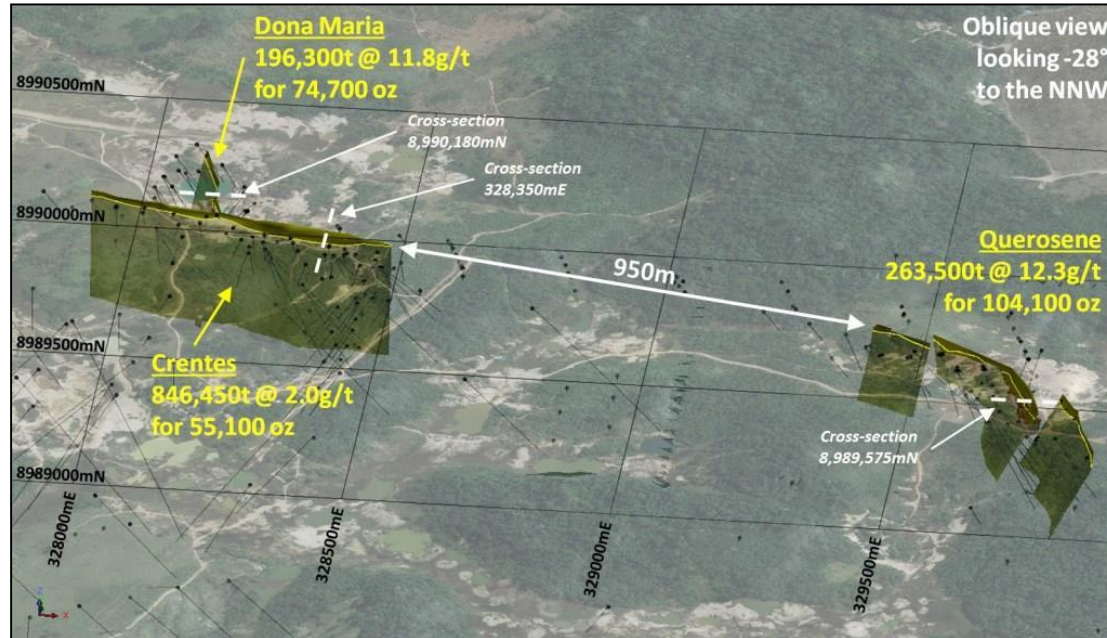 Dona Maria
196,300t @ 11.8g/t
for 74,700 oz
Oblique view
looking -28°
to the NNW
8990500mN
Cross-section
8,990,180mN
Cross-section
328,350mE
8990000mN
950m
Querosene
263,500t @ 12.3g/t
for 104,100 oz
8989500mN
Crentes
846,450t @ 2.0g/t
for 55,100 oz
Cross-section
8,989,575mN
8989000mN
328000mE
328500mE
329000mE
329500mE
Z
X